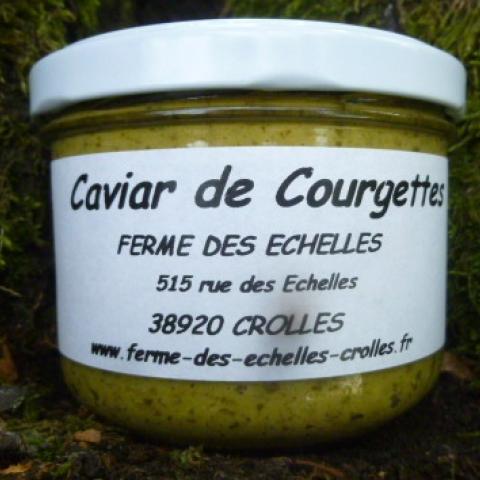 Caviar de Courgettes
FERME DES ECHELLES
515 rue des Echelles
38920 CROLLES
www.ferme-des-echelles-crolles.fr